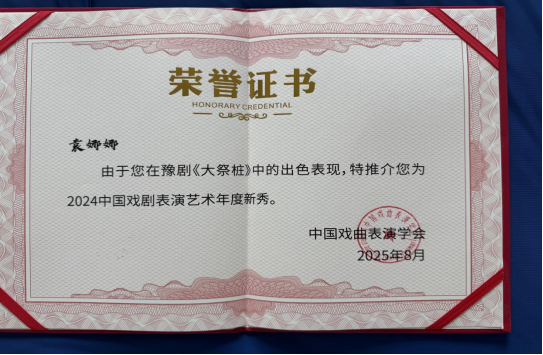 荣誉证书
HONORARY CREDENTIAL
袁娜娜
由于您在豫剧《大祭桩》中的出色表现，特推介您为
2024中国戏剧表演艺术年度新秀。
中国戏曲表演学会
2025年8月